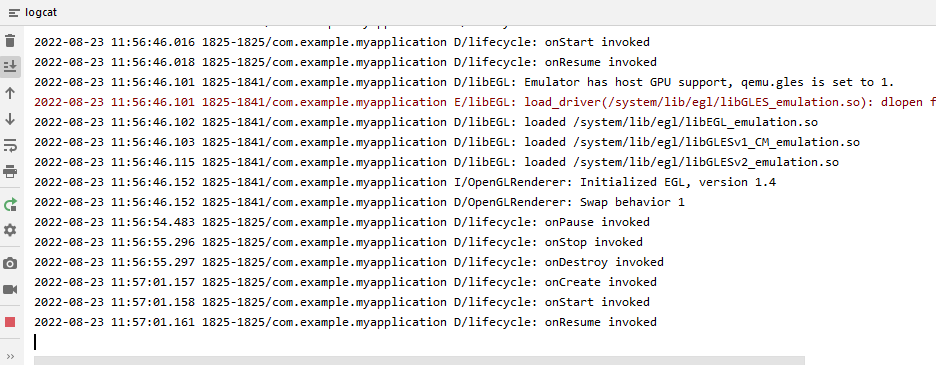 logcat
2022-08-23 11:56:46.016 1825-1825/com.example.myapplication D/lifecycle: onStart invoked
2022-08-23 11:56:46.018 1825-1825/com.example.myapplication D/lifecycle: onResume invoked
2022-08-23 11:56:46.101 1825-1841/com.example.myapplication D/libEGL: Emulator has host GPU support, qemu.gles is set to 1.
2022-08-23 11:56:46.101 1825-1841/com.example.myapplication E/libEGL: load_driver(/system/lib/egl/libGLES_emulation.so): dlopen f
2022-08-23 11:56:46.102 1825-1841/com.example.myapplication D/libEGL: loaded /system/lib/egl/libEGL_emulation.so
2022-08-23 11:56:46.103 1825-1841/com.example.myapplication D/libEGL: loaded /system/lib/egl/libGLESv1_CM_emulation.so
2022-08-23 11:56:46.115 1825-1841/com.example.myapplication D/libEGL: loaded /system/lib/egl/libGLESv2_emulation.so
2022-08-23 11:56:46.152 1825-1841/com.example.myapplication I/OpenGLRenderer: Initialized EGL, version 1.4
2022-08-23 11:56:46.152 1825-1841/com.example.myapplication D/OpenGLRenderer: Swap behavior 1
2022-08-23 11:56:54.483 1825-1825/com.example.myapplication D/lifecycle: onPause invoked
2022-08-23 11:56:55.296 1825-1825/com.example.myapplication D/lifecycle: onStop invoked
2022-08-23 11:56:55.297 1825-1825/com.example.myapplication D/lifecycle: onDestroy invoked
2022-08-23 11:57:01.157 1825-1825/com.example.myapplication D/lifecycle: onCreate invoked
2022-08-23 11:57:01.158 1825-1825/com.example.myapplication D/lifecycle: onStart invoked
2022-08-23 11:57:01.161 1825-1825/com.example.myapplication D/lifecycle: onResume invoked